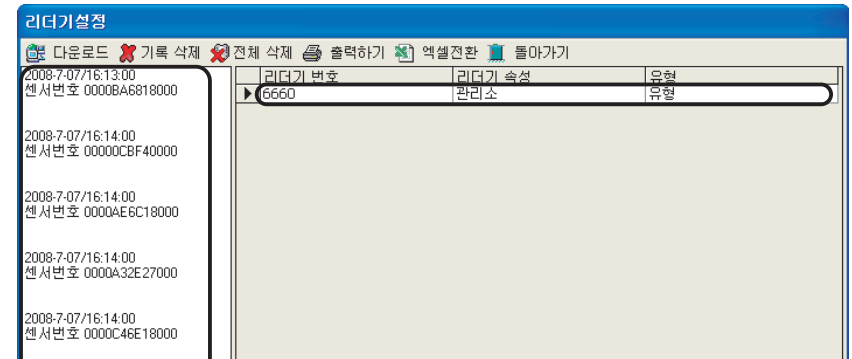 리더기설정
다운로드 기록 삭제 전체 삭제 출력하기 엑셀전환 돌아가기
2008-7-07/16:13:00
센서번호 0000BA6818000
2008-7-07/16:14:00
센서번호 00000CBF40000
2008-7-07/16:14:00
센서번호 0000AE6C18000
2008-7-07/16:14:00
센서번호 0000A32E27000
2008-7-07/16:14:00
센서번호 0000C46E18000
리더기 번호 리더기 속성 유형
6660 관리소 유형